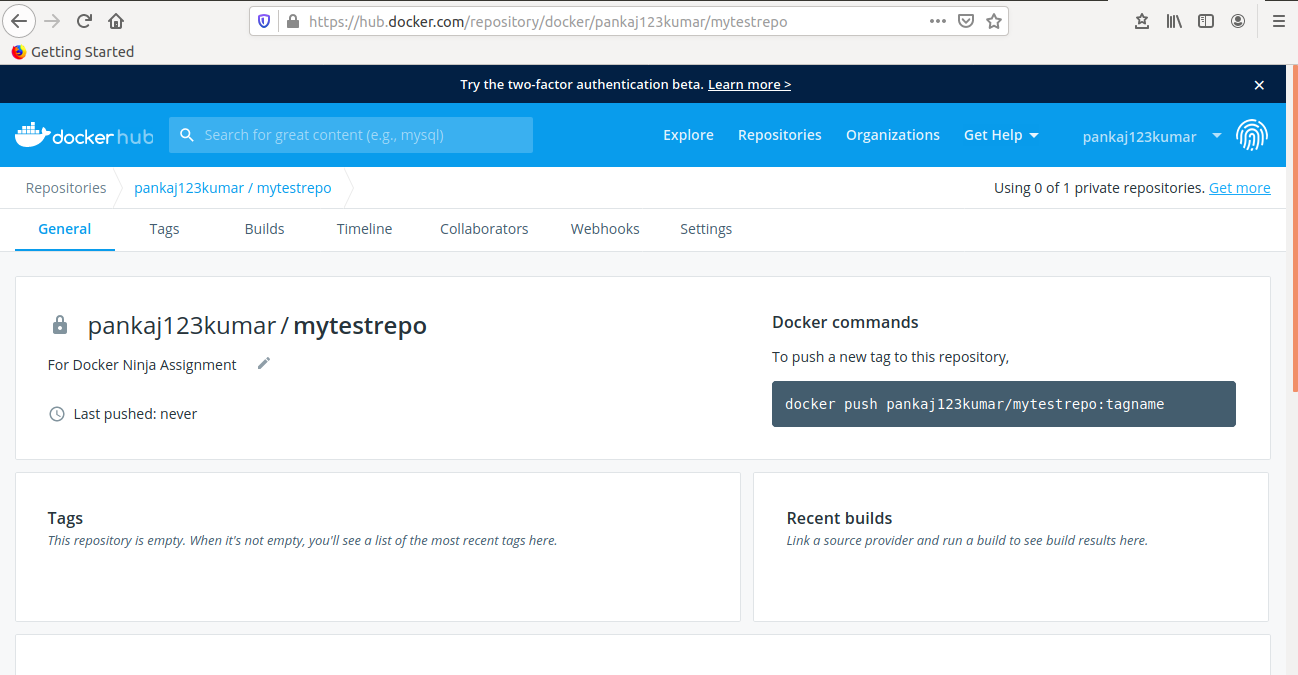 https://hub.docker.com/repository/docker/pankaj123kumar/mytestrepo
Getting Started
Try the two-factor authentication beta. Learn more >
docker hub
Search for great content (e.g., mysql)
Explore
Repositories
Organizations
Get Help
pankaj123kumar
Repositories
pankaj123kumar / mytestrepo
Using 0 of 1 private repositories. Get more
General
Tags
Builds
Timeline
Collaborators
Webhooks
Settings
pankaj123kumar / mytestrepo
For Docker Ninja Assignment
Last pushed: never
Docker commands
To push a new tag to this repository,
docker push pankaj123kumar/mytestrepo:tagname
Tags
This repository is empty. When it's not empty, you'll see a list of the most recent tags here.
Recent builds
Link a source provider and run a build to see build results here.